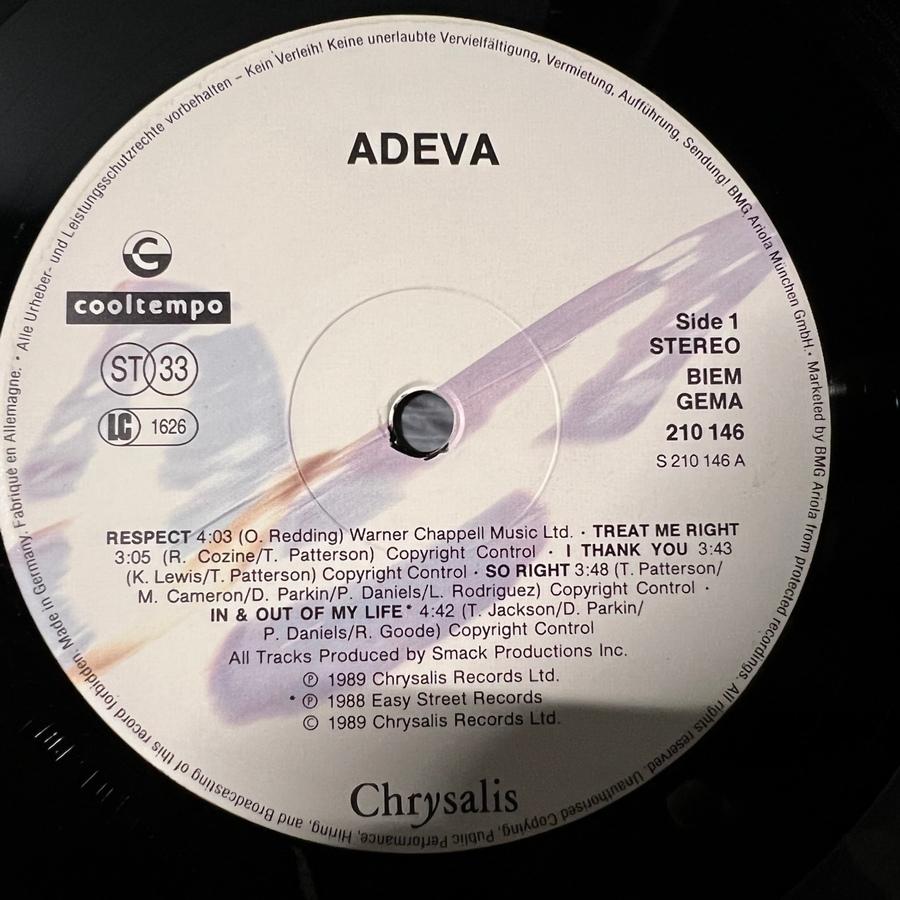 ADEVA
C
cooltempo
ST 33
LC 1626
Side 1
STEREO
BIEM
GEMA
210 146
S 210 146 A
RESPECT 4:03 (O. Redding) Warner Chappell Music Ltd. · TREAT ME RIGHT
3:05 (R. Cozine/T. Patterson) Copyright Control · I THANK YOU 3:43
(K. Lewis/T. Patterson) Copyright Control · SO RIGHT 3:48 (T. Patterson/
M. Cameron/D. Parkin/P. Daniels/L. Rodriguez) Copyright Control ·
IN & OUT OF MY LIFE* 4:42 (T. Jackson/D. Parkin/
P. Daniels/R. Goode) Copyright Control
All Tracks Produced by Smack Productions Inc.
℗ 1989 Chrysalis Records Ltd.
* ℗ 1988 Easy Street Records
© 1989 Chrysalis Records Ltd.
Chrysalis
Alle Urheber- und Leistungsschutzrechte vorbehalten – Kein Verleih! Keine unerlaubte Vervielfältigung, Vermietung, Aufführung, Sendung! BMG Ariola München GmbH. · Marketed by BMG Ariola from protected recordings. All rights reserved. Unauthorised Copying, Public Performance, Hiring, and Broadcasting of this record forbidden. Made in Germany. Fabriqué en Allemagne. ·